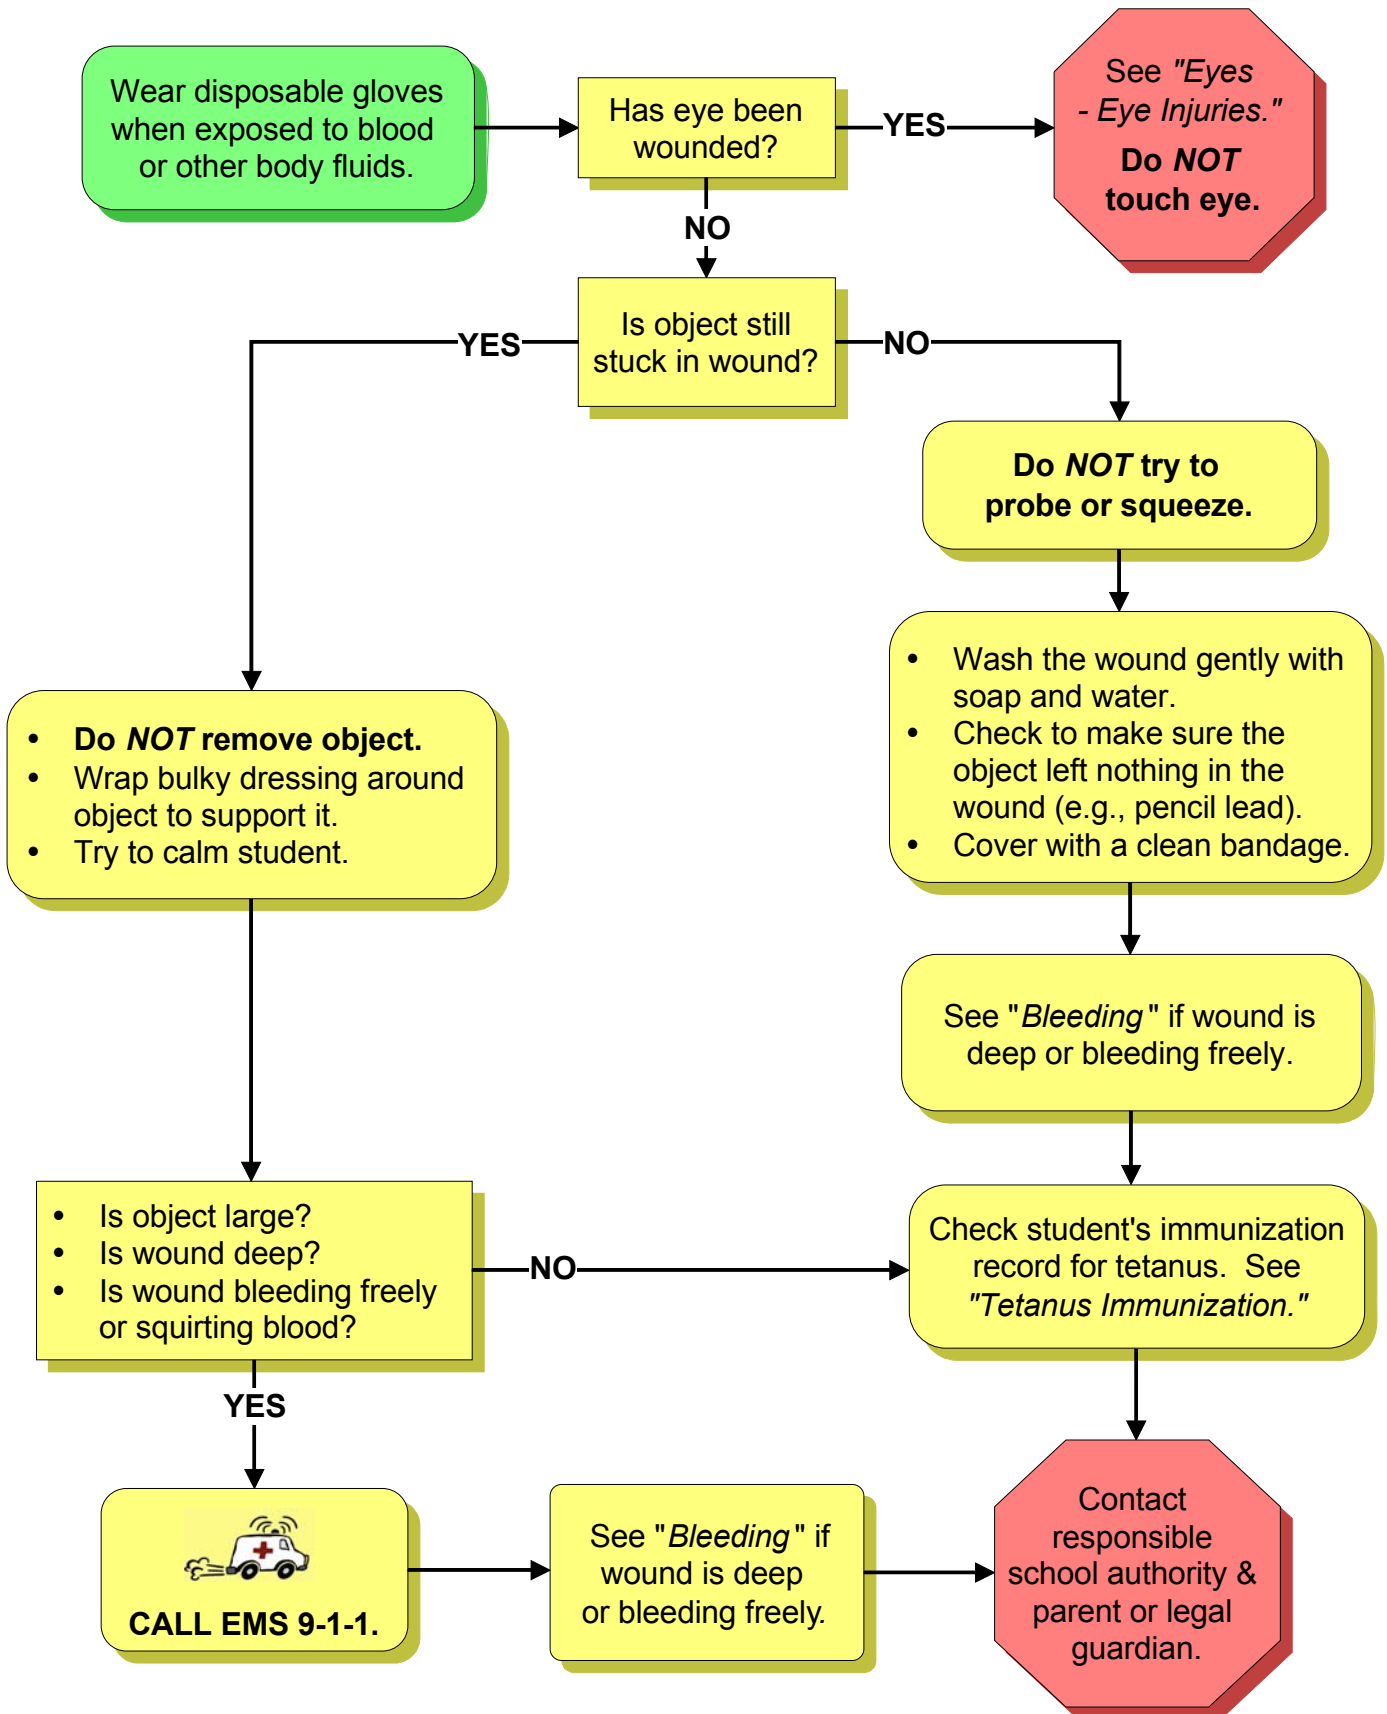 Wear disposable gloves
when exposed to blood
or other body fluids.
Has eye been
wounded?
YES
See "Eyes
- Eye Injuries."
Do NOT
touch eye.
NO
Is object still
stuck in wound?
YES
NO
Do NOT try to
probe or squeeze.
• Wash the wound gently with
soap and water.
• Check to make sure the
object left nothing in the
wound (e.g., pencil lead).
• Cover with a clean bandage.
• Do NOT remove object.
• Wrap bulky dressing around
object to support it.
• Try to calm student.
See "Bleeding" if wound is
deep or bleeding freely.
• Is object large?
• Is wound deep?
• Is wound bleeding freely
or squirting blood?
NO
Check student's immunization
record for tetanus. See
"Tetanus Immunization."
YES
CALL EMS 9-1-1.
See "Bleeding" if
wound is deep
or bleeding freely.
Contact
responsible
school authority &
parent or legal
guardian.